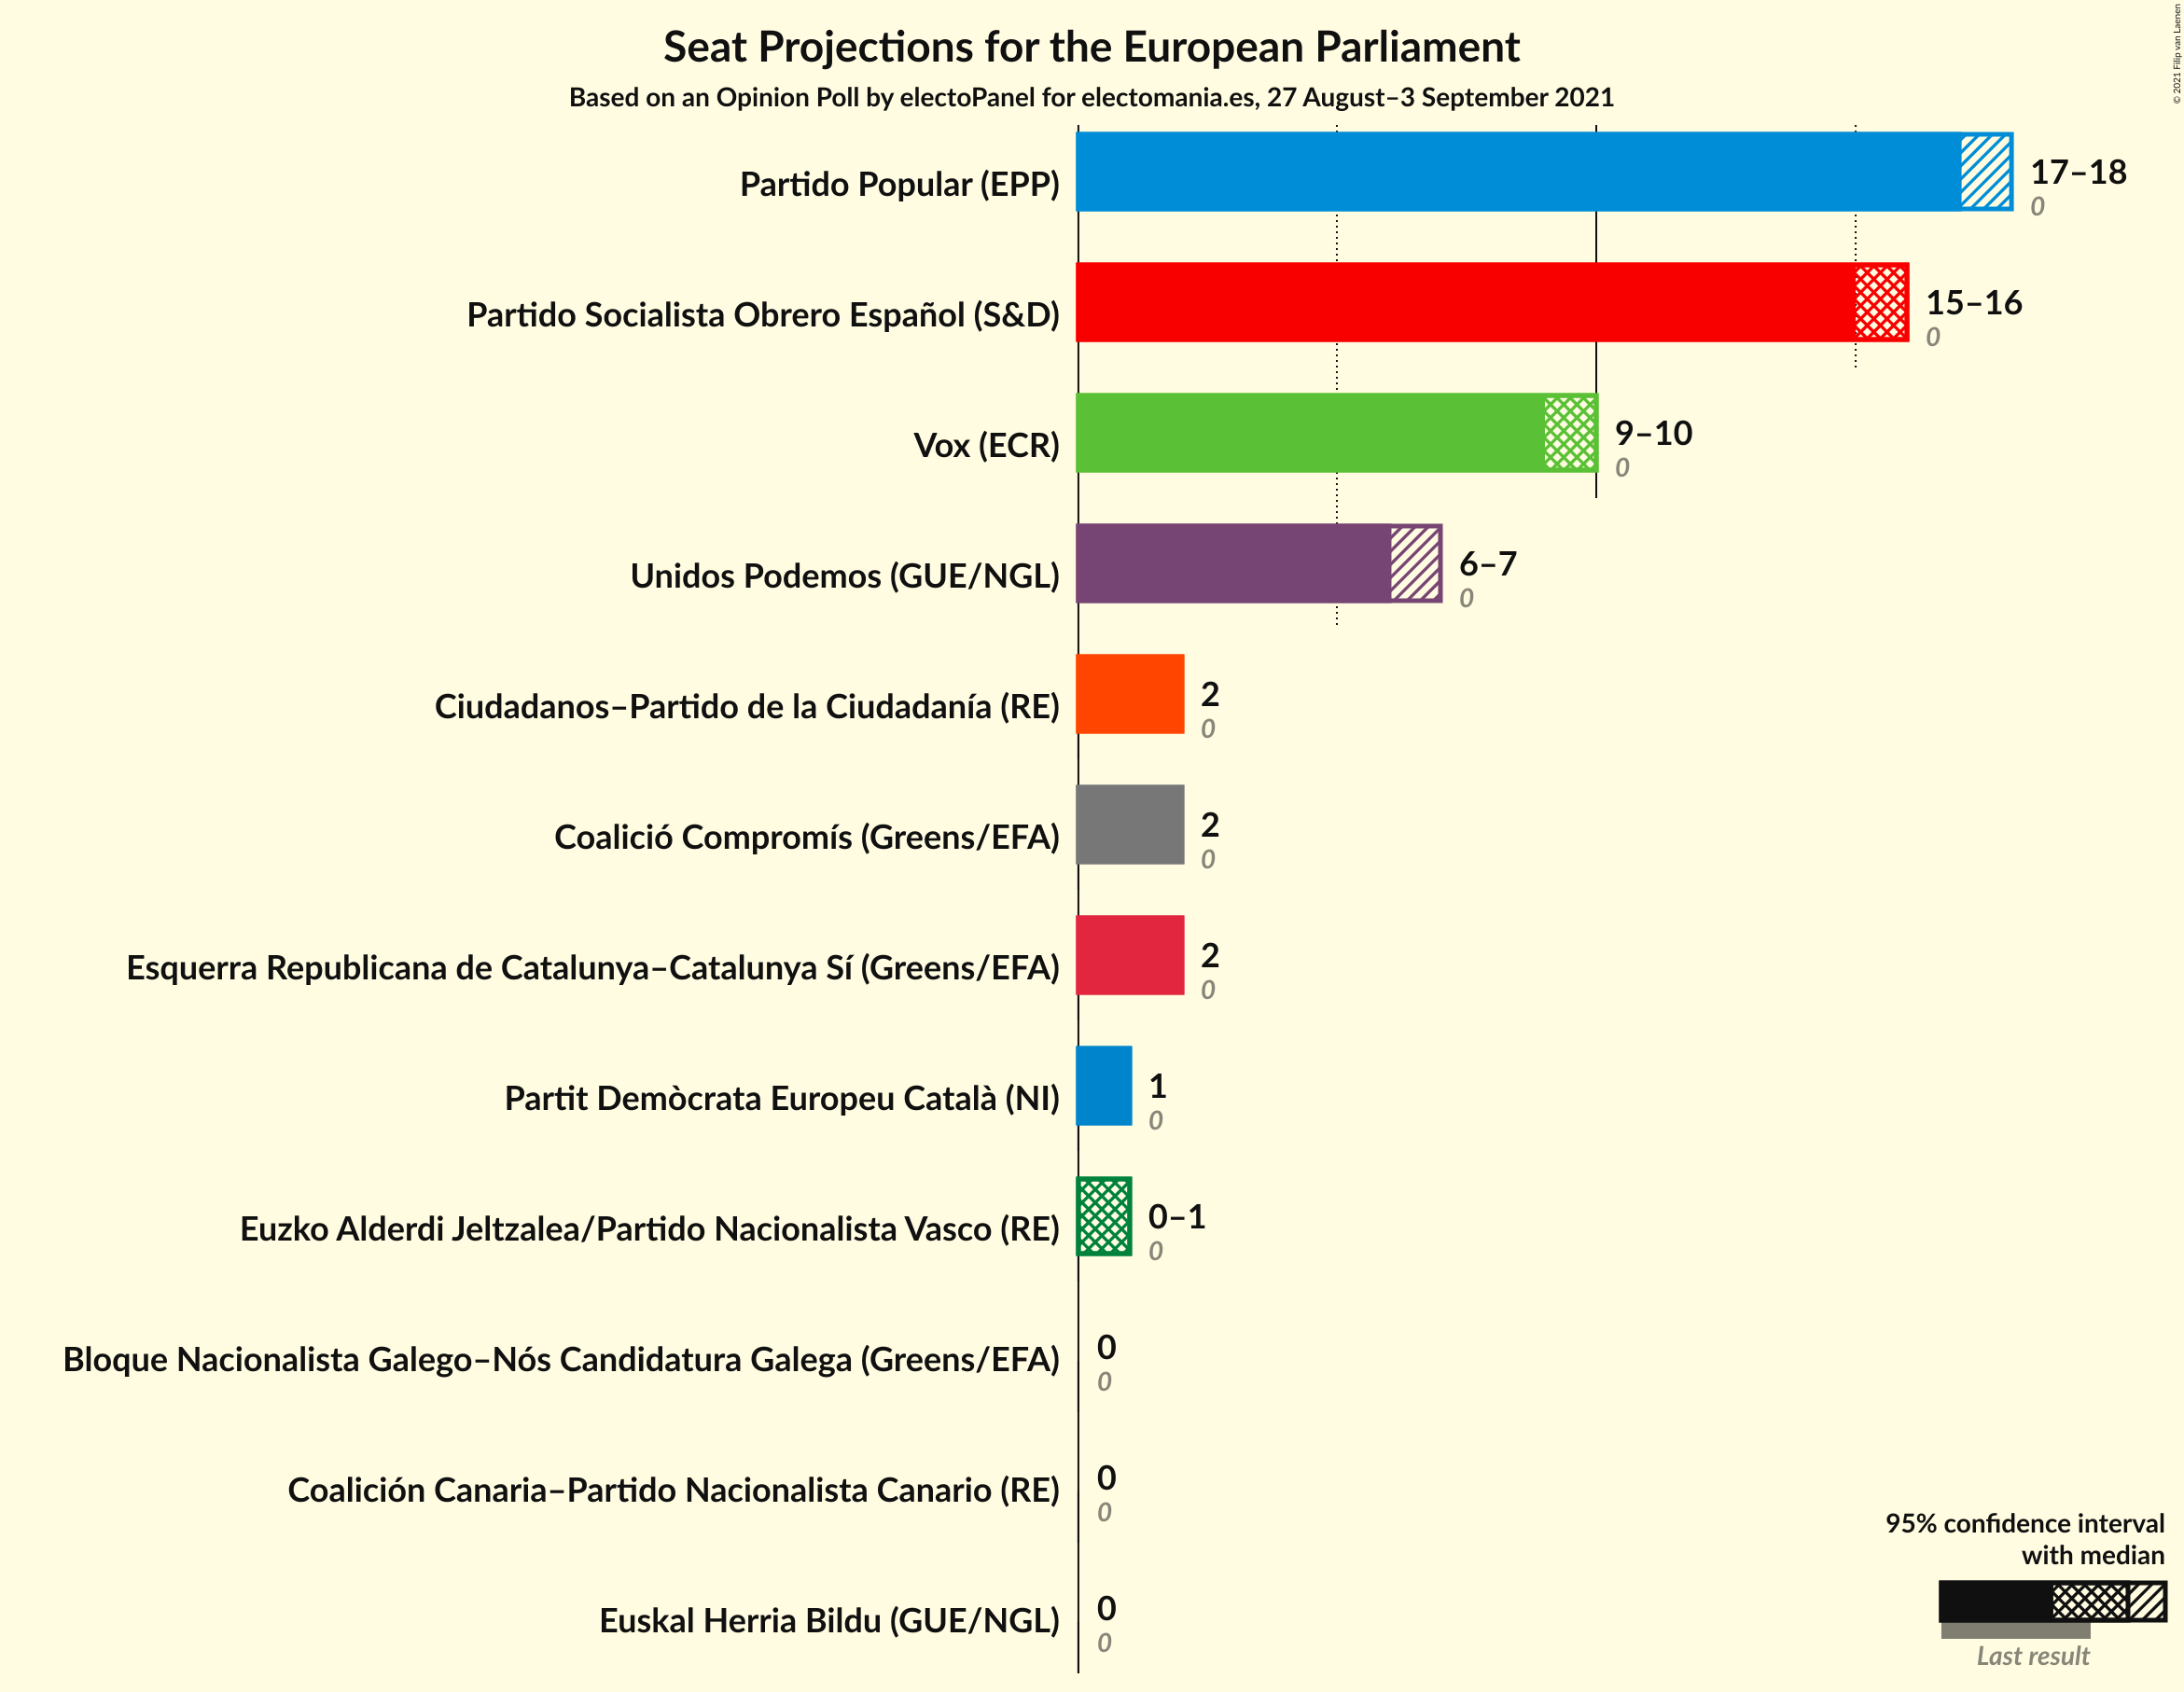 Seat Projections for the European Parliament
Based on an Opinion Poll by electoPanel for electomania.es, 27 August–3 September 2021
© 2021 Filip van Laenen
Partido Popular (EPP)
17–18
0
Partido Socialista Obrero Español (S&D)
15–16
0
Vox (ECR)
9–10
0
Unidos Podemos (GUE/NGL)
6–7
0
Ciudadanos–Partido de la Ciudadanía (RE)
2
0
Coalició Compromís (Greens/EFA)
2
0
Esquerra Republicana de Catalunya–Catalunya Sí (Greens/EFA)
2
0
Partit Demòcrata Europeu Català (NI)
1
0
Euzko Alderdi Jeltzalea/Partido Nacionalista Vasco (RE)
0–1
0
Bloque Nacionalista Galego–Nós Candidatura Galega (Greens/EFA)
0
0
Coalición Canaria–Partido Nacionalista Canario (RE)
0
0
Euskal Herria Bildu (GUE/NGL)
0
0
95% confidence interval
with median
Last result